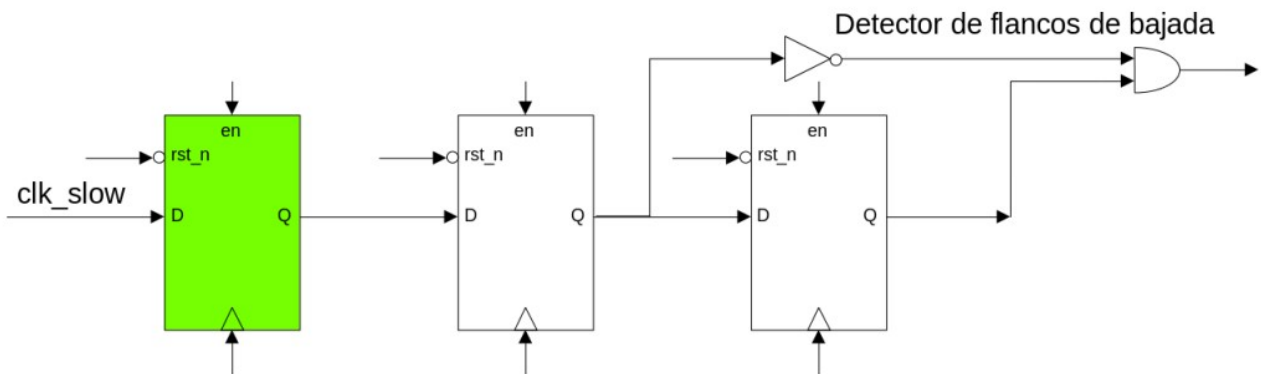 Detector de flancos de bajada
en
rst_n
clk_slow
D
Q
en
rst_n
D
Q
en
rst_n
D
Q